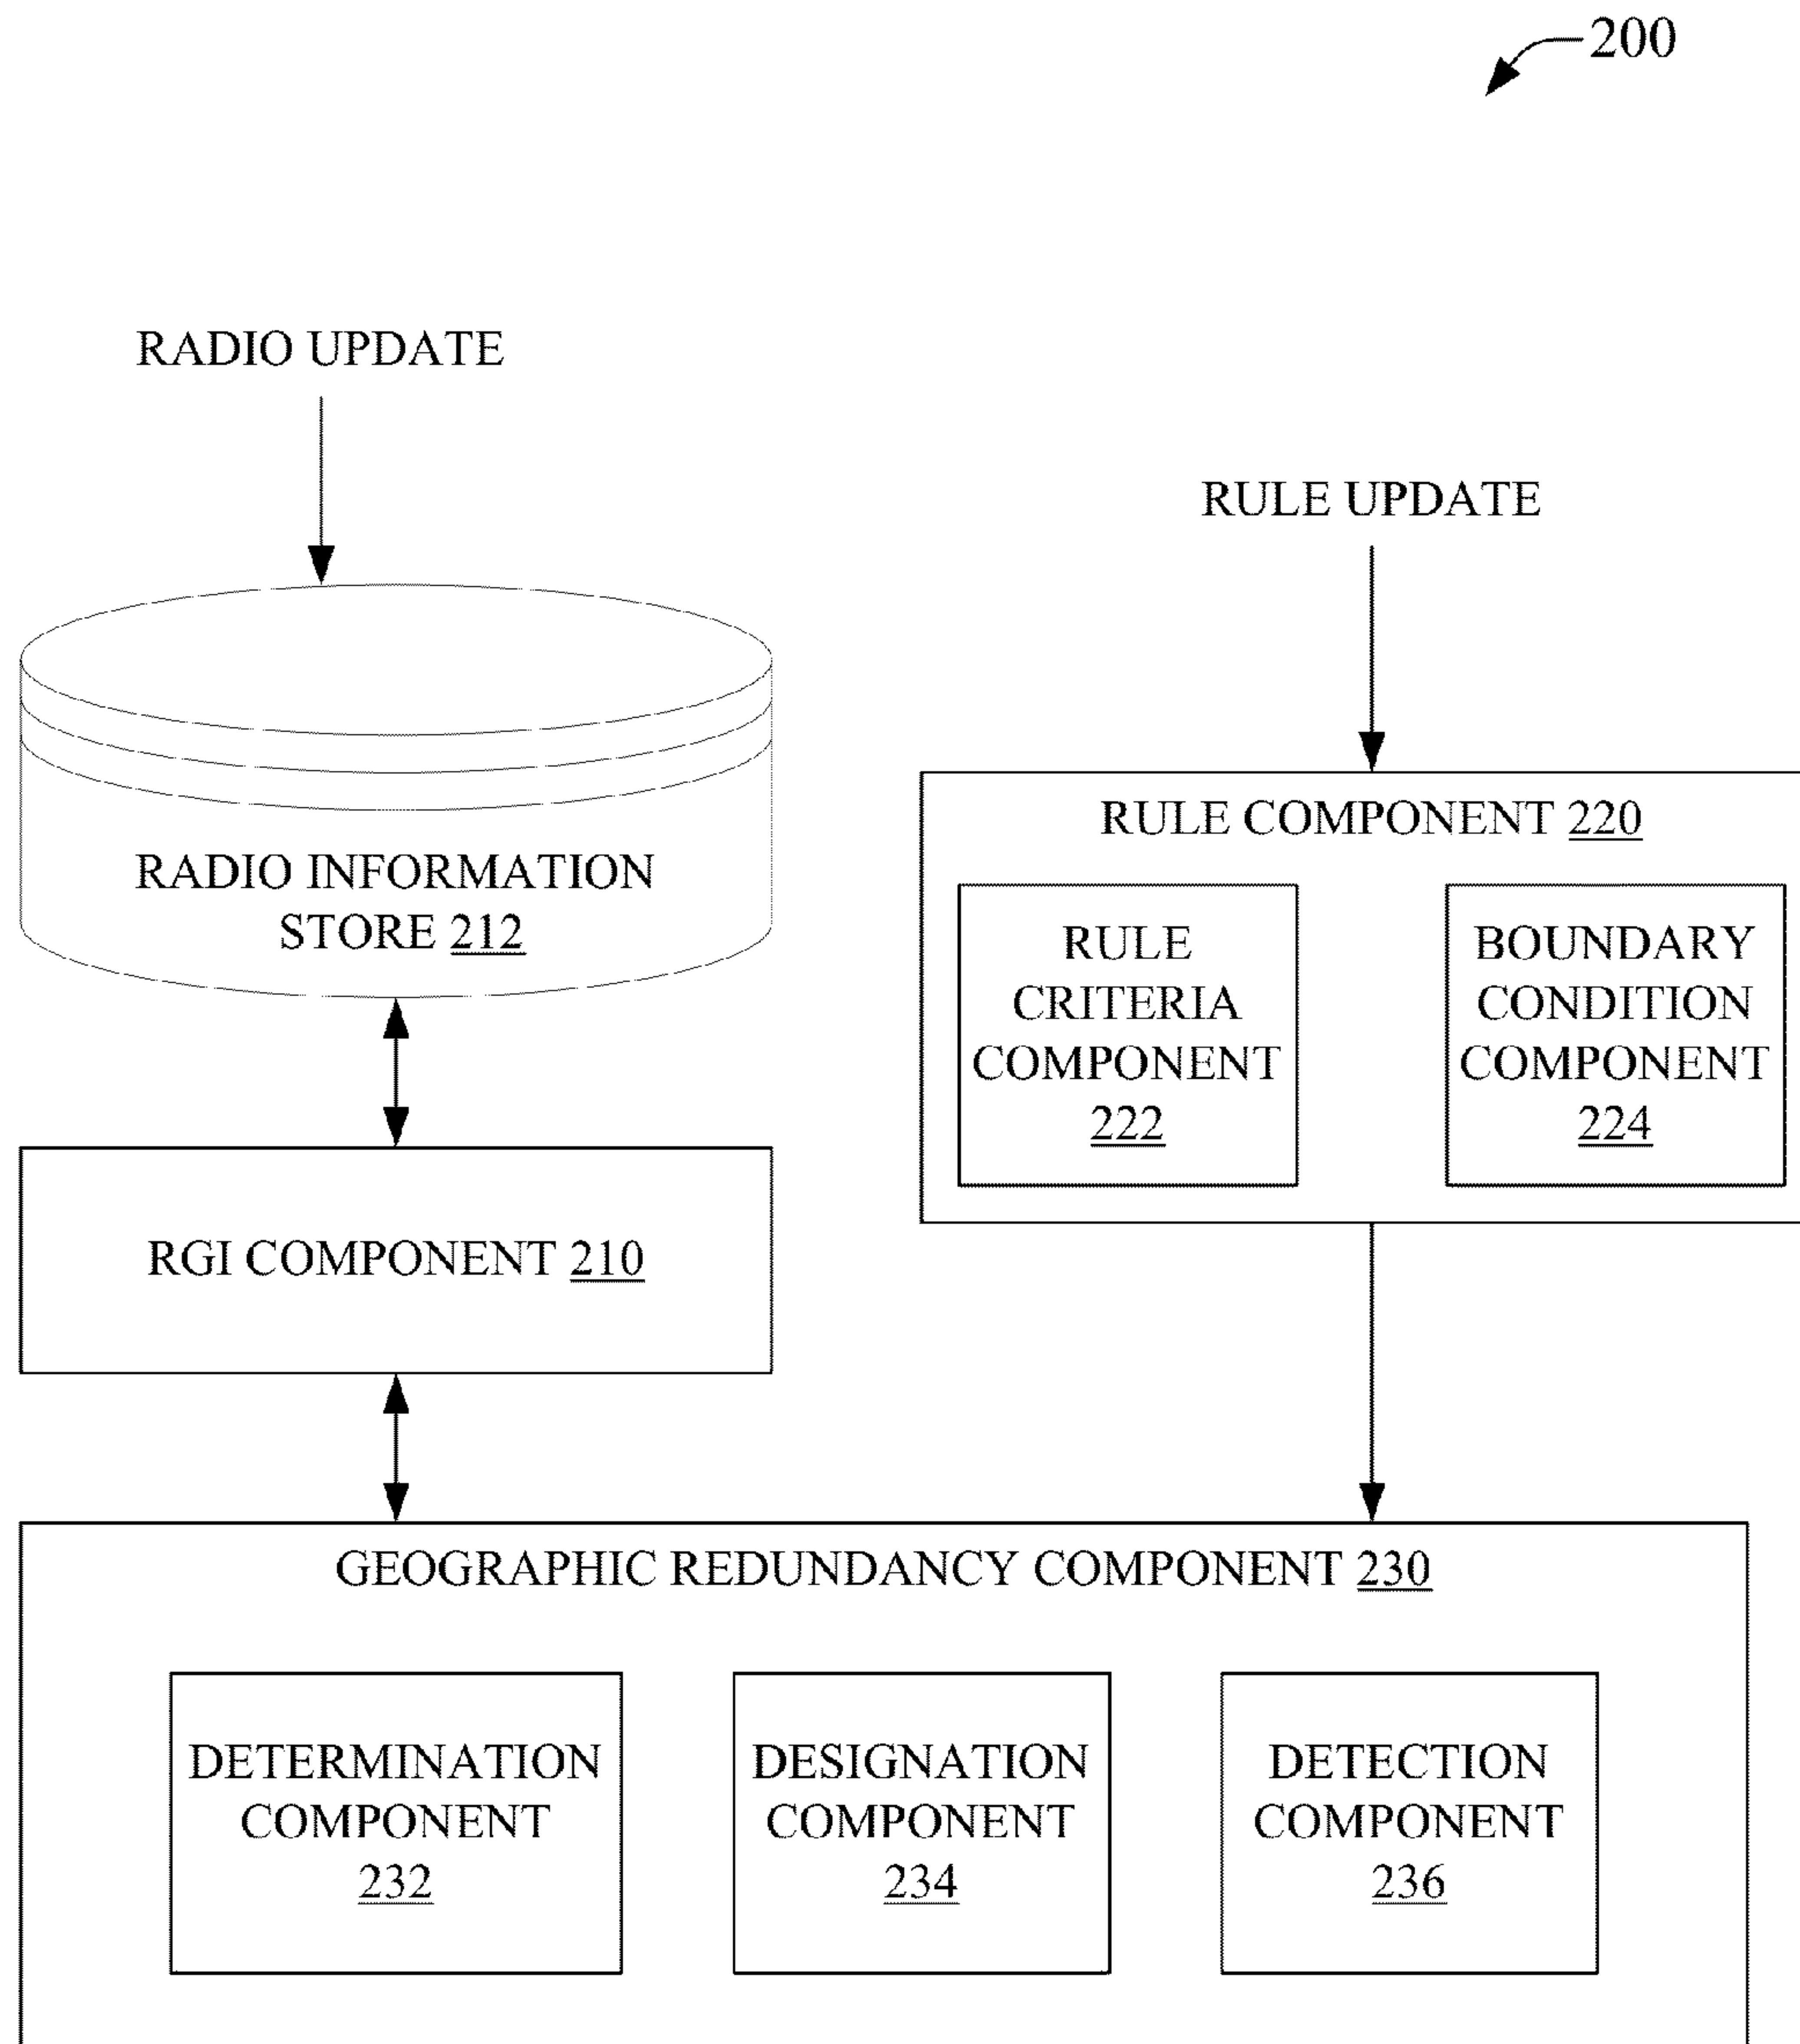 200
RADIO UPDATE
RULE UPDATE
RADIO INFORMATION
STORE 212
RULE COMPONENT 220
RULE
CRITERIA
COMPONENT
222
BOUNDARY
CONDITION
COMPONENT
224
RGI COMPONENT 210
GEOGRAPHIC REDUNDANCY COMPONENT 230
DETERMINATION
COMPONENT
232
DESIGNATION
COMPONENT
234
DETECTION
COMPONENT
236